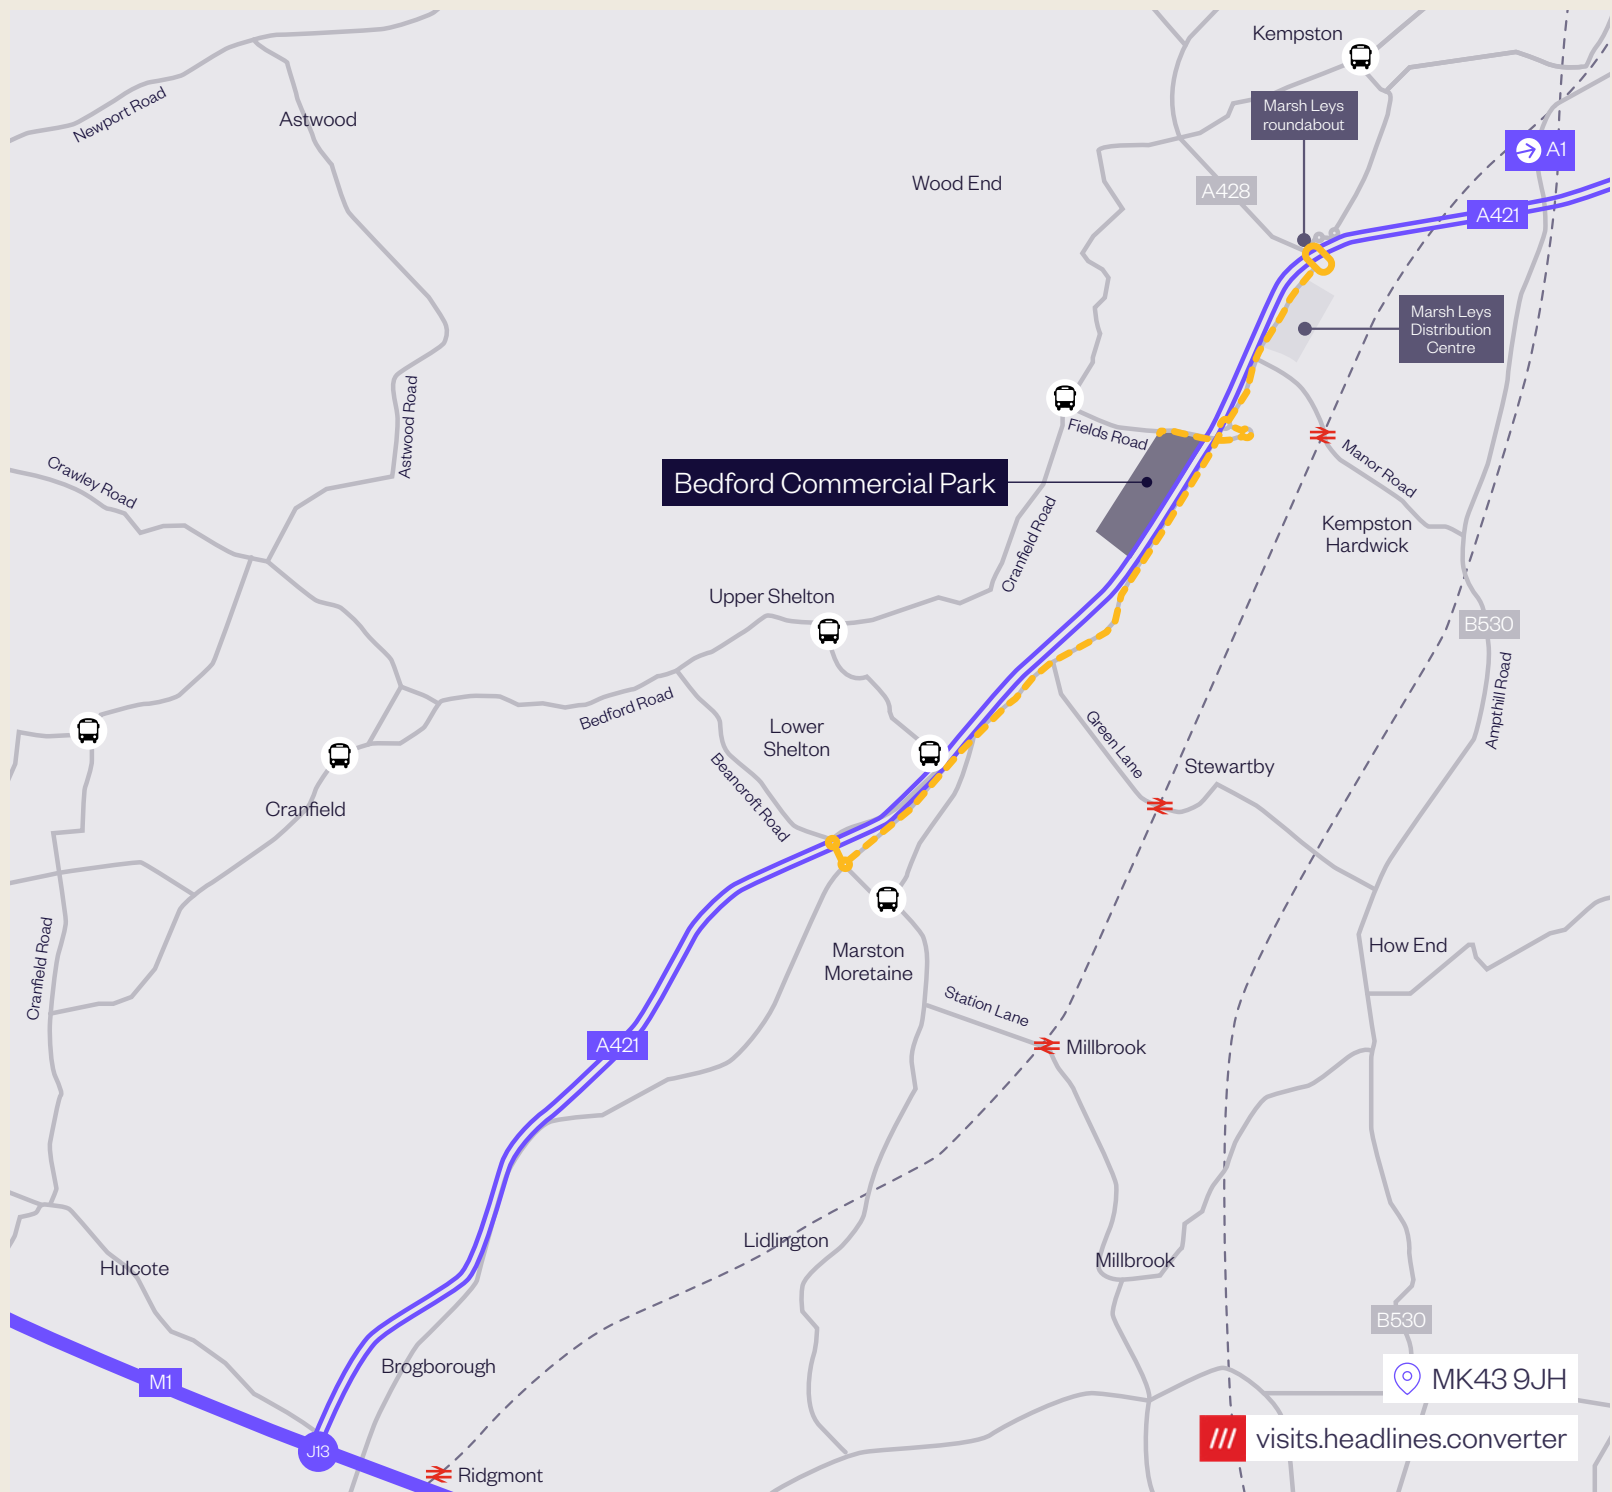 Kempston
Marsh Leys
roundabout
Newport Road
Astwood
A1
Wood End
A428
A421
Marsh Leys
Distribution
Centre
Astwood Road
Fields Road
Manor Road
Crawley Road
Bedford Commercial Park
Kempston
Hardwick
Cranfield Road
Upper Shelton
B530
Ampthill Road
Bedford Road
Lower
Shelton
Green Lane
Beancroft Road
Stewartby
Cranfield
Cranfield Road
Marston
Moretaine
How End
Station Lane
A421
Millbrook
Lidlington
Millbrook
Hulcote
B530
Brogborough
M1
MK43 9JH
J13
visits.headlines.converter
Ridgmont